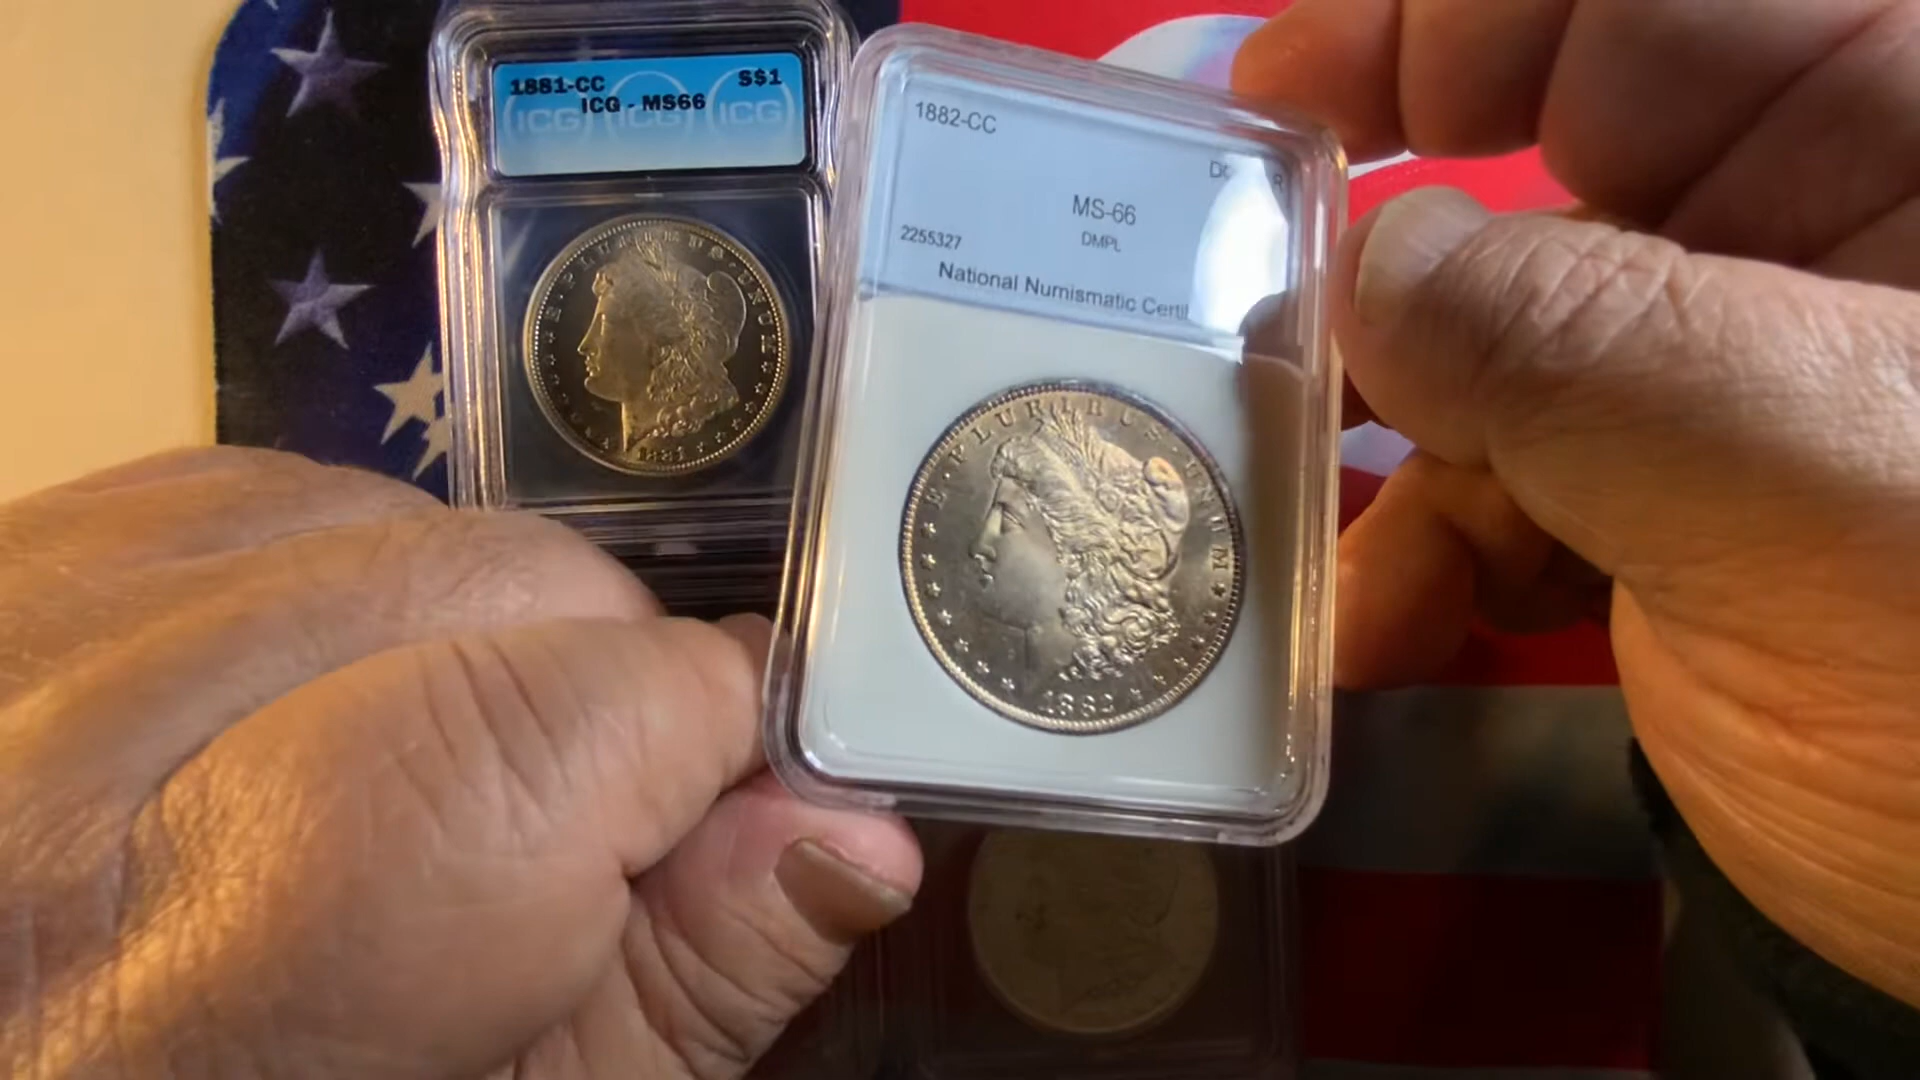 1881-CC S$1
ICG - MS66
ICG ICG ICG
E · PLURIBUS · UNUM
1881
1882-CC
MS-66
2255327 DMPL
National Numismatic
E · PLURIBUS · UNUM
1882